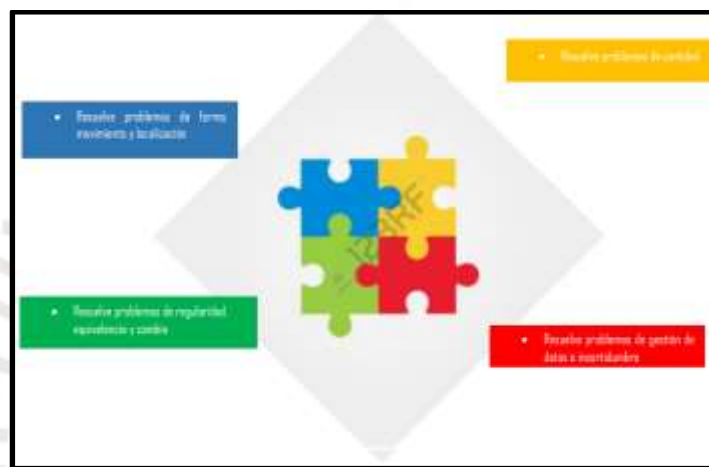 • Resuelve problemas de cantidad
• Resuelve problemas de forma
movimiento y localización
123RF
• Resuelve problemas de regularidad
equivalencia y cambio
• Resuelve problemas de gestión de
datos e incertidumbre